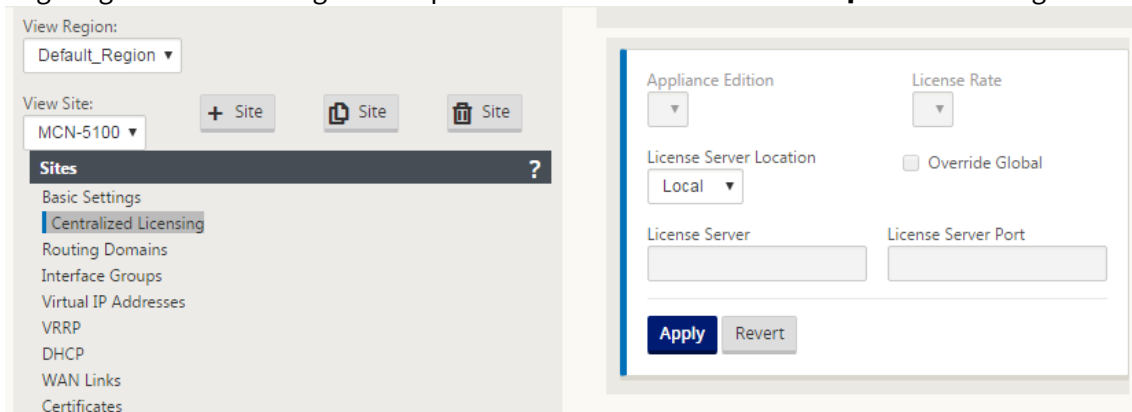 View Region:
Default_Region
View Site:
MCN-5100
+ Site
Site
Site
Sites ?
Basic Settings
Centralized Licensing
Routing Domains
Interface Groups
Virtual IP Addresses
VRRP
DHCP
WAN Links
Certificates
Appliance Edition License Rate
License Server Location Override Global
Local
License Server License Server Port
Apply Revert